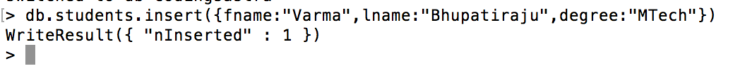 > db.students.insert({fname:"Varma",lname:"Bhupatiraju",degree:"MTech"})
WriteResult({ "nInserted" : 1 })
>